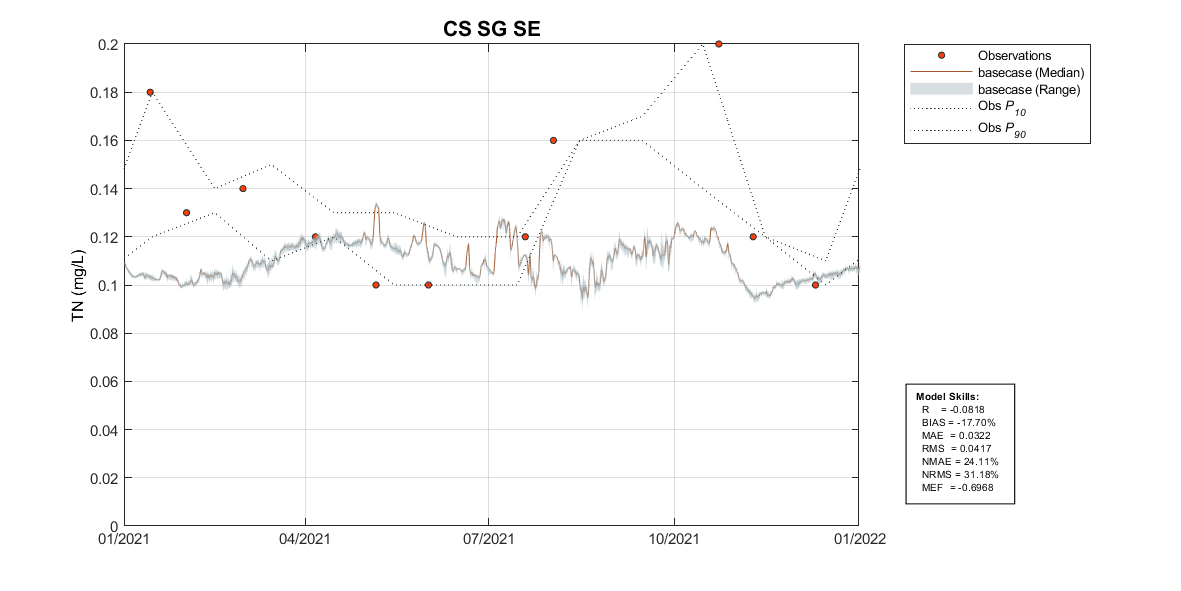 CS SG SE
TN (mg/L)
0.2
0.18
0.16
0.14
0.12
0.1
0.08
0.06
0.04
0.02
0
01/2021
04/2021
07/2021
10/2021
01/2022
Observations
basecase (Median)
basecase (Range)
Obs P10
Obs P90
Model Skills:
R = -0.0818
BIAS = -17.70%
MAE = 0.0322
RMS = 0.0417
NMAE = 24.11%
NRMS = 31.18%
MEF = -0.6968